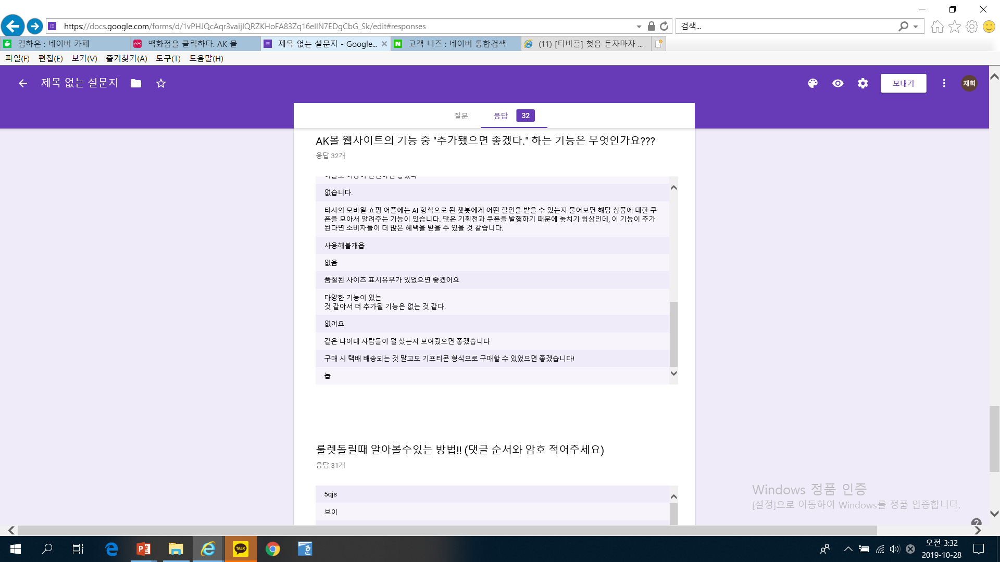 https://docs.google.com/forms/d/1vPHJQcAqr3vaijIQRZKHoFA83Zq16eIlN7EDgCbG_Sk/edit#responses
검색...
김하은 : 네이버 카페
백화점을 클릭하다. AK 몰
제목 없는 설문지 - Google...
고객 니즈 : 네이버 통합검색
(11) [티비플] 첫음 듣자마자 ...
파일(F) 편집(E) 보기(V) 즐겨찾기(A) 도구(T) 도움말(H)
제목 없는 설문지
보내기
재희
질문
응답 32
AK몰 웹사이트의 기능 중 "추가됐으면 좋겠다." 하는 기능은 무엇인가요???
응답 32개
없습니다.
타사의 모바일 쇼핑 어플에는 AI 형식으로 된 챗봇에게 어떤 할인을 받을 수 있는지 물어보면 해당 상품에 대한 쿠
폰을 모아서 알려주는 기능이 있습니다. 많은 기획전과 쿠폰을 발행하기 때문에 놓치기 쉽상인데, 이 기능이 추가
된다면 소비자들이 더 많은 혜택을 받을 수 있을 것 같습니다.
사용해볼개욥
없음
품절된 사이즈 표시유무가 있었으면 좋겠어요
다양한 기능이 있는
것 같아서 더 추가될 기능은 없는 것 같다.
없어요
같은 나이대 사람들이 뭘 샀는지 보여줬으면 좋겠습니다
구매 시 택배 배송되는 것 말고도 기프티콘 형식으로 구매할 수 있었으면 좋겠습니다!
놉
룰렛돌릴때 알아볼수있는 방법!! (댓글 순서와 암호 적어주세요)
응답 31개
5qjs
브이
Windows 정품 인증
[설정]으로 이동하여 Windows를 정품 인증합니다.
TALK
오전 3:32
2019-10-28